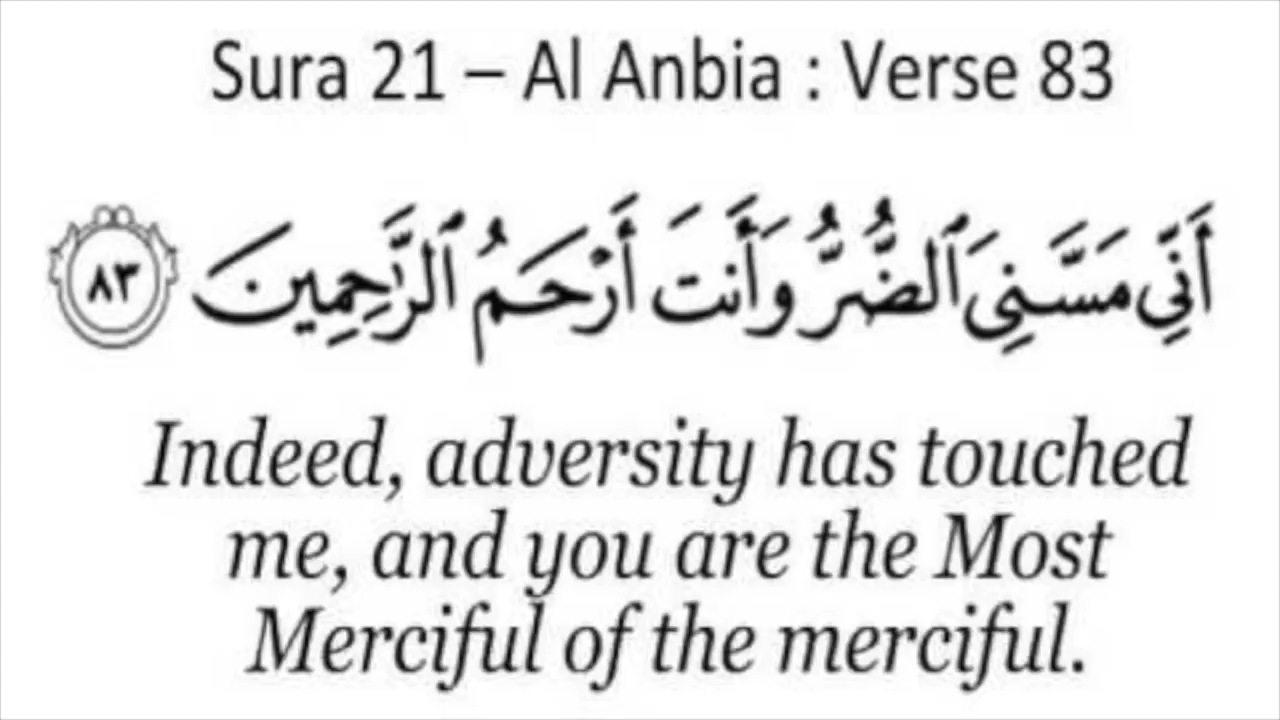 Sura 21 – Al Anbia : Verse 83
أَنِّي مَسَّنِيَ ٱلضُّرُّ وَأَنتَ أَرْحَمُ ٱلرَّٰحِمِينَ ٨٣
Indeed, adversity has touched
me, and you are the Most
Merciful of the merciful.